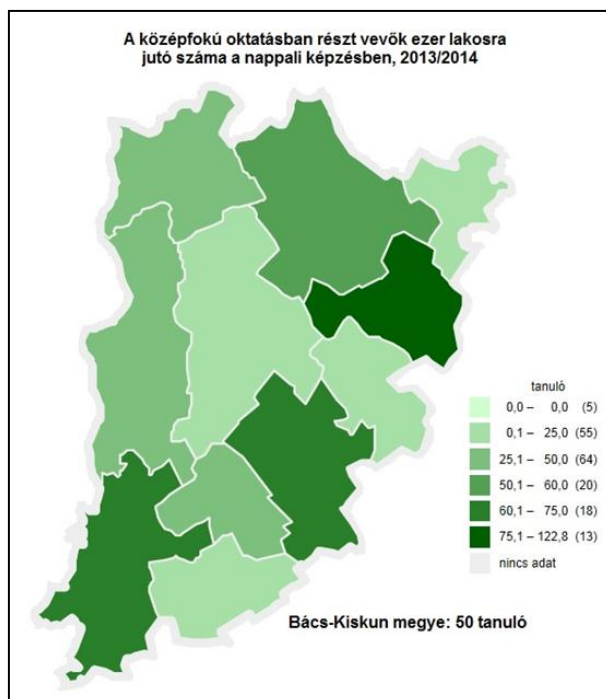 A középfokú oktatásban részt vevők ezer lakosra
jutó száma a nappali képzésben, 2013/2014
tanuló
0,0 – 0,0 (5)
0,1 – 25,0 (55)
25,1 – 50,0 (64)
50,1 – 60,0 (20)
60,1 – 75,0 (18)
75,1 – 122,8 (13)
nincs adat
Bács-Kiskun megye: 50 tanuló